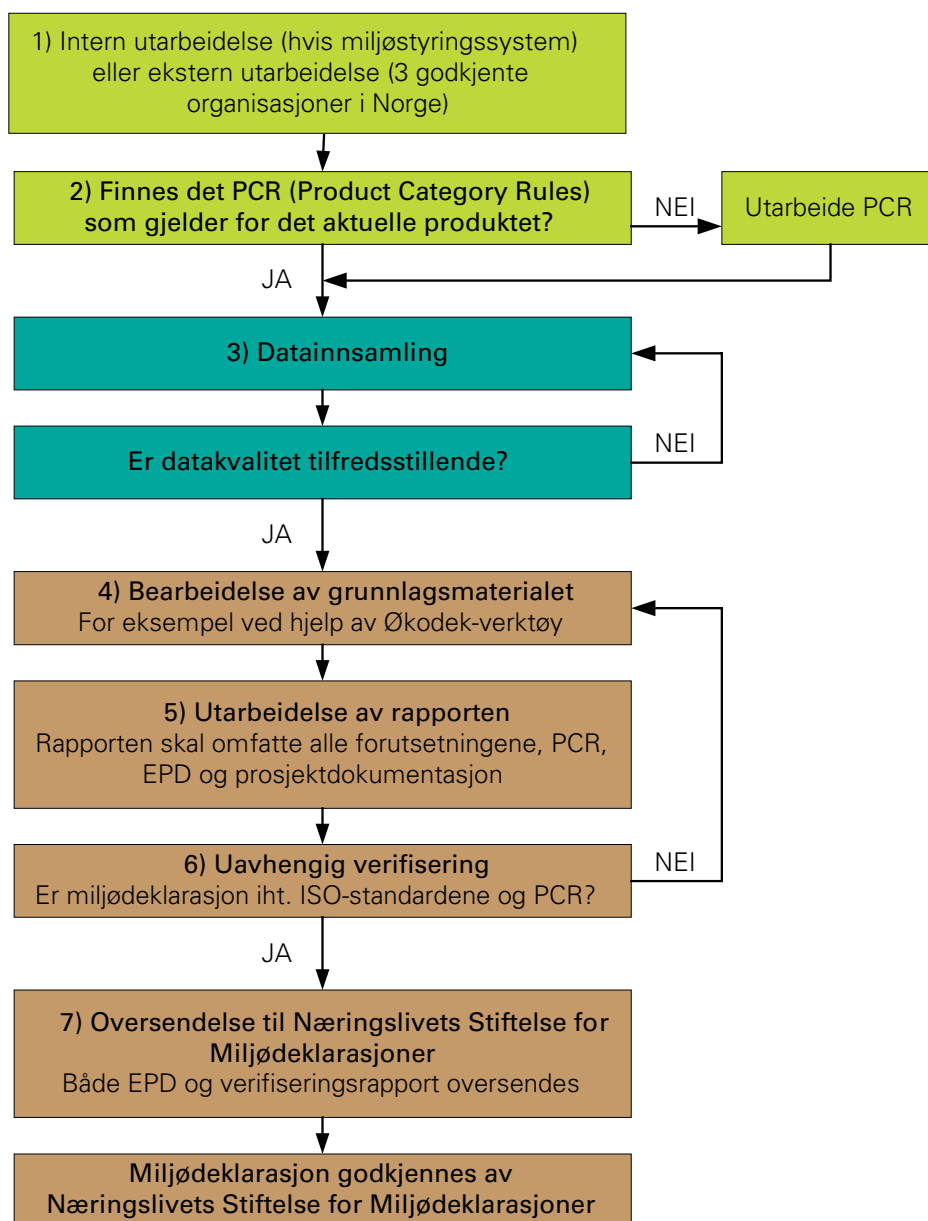 1) Intern utarbeidelse (hvis miljøstyringssystem)
eller ekstern utarbeidelse (3 godkjente
organisasjoner i Norge)
2) Finnes det PCR (Product Category Rules)
som gjelder for det aktuelle produktet?
NEI
Utarbeide PCR
JA
3) Datainnsamling
Er datakvalitet tilfredsstillende?
NEI
JA
4) Bearbeidelse av grunnlagsmaterialet
For eksempel ved hjelp av Økodek-verktøy
5) Utarbeidelse av rapporten
Rapporten skal omfatte alle forutsetningene, PCR,
EPD og prosjektdokumentasjon
6) Uavhengig verifisering
Er miljødeklarasjon iht. ISO-standardene og PCR?
NEI
JA
7) Oversendelse til Næringslivets Stiftelse for
Miljødeklarasjoner
Både EPD og verifiseringsrapport oversendes
Miljødeklarasjon godkjennes av
Næringslivets Stiftelse for Miljødeklarasjoner